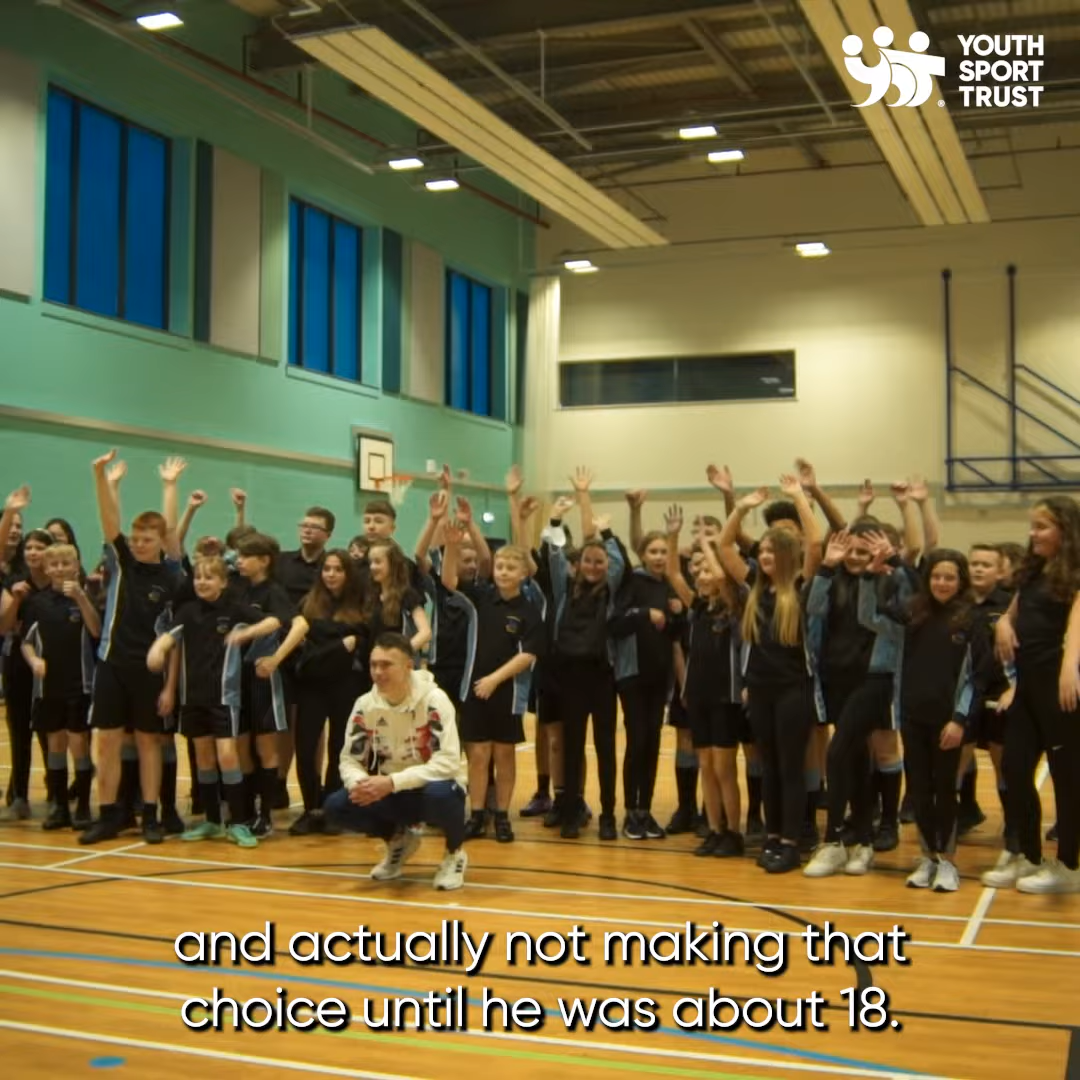 YOUTH
SPORT
TRUST
and actually not making that
choice until he was about 18.